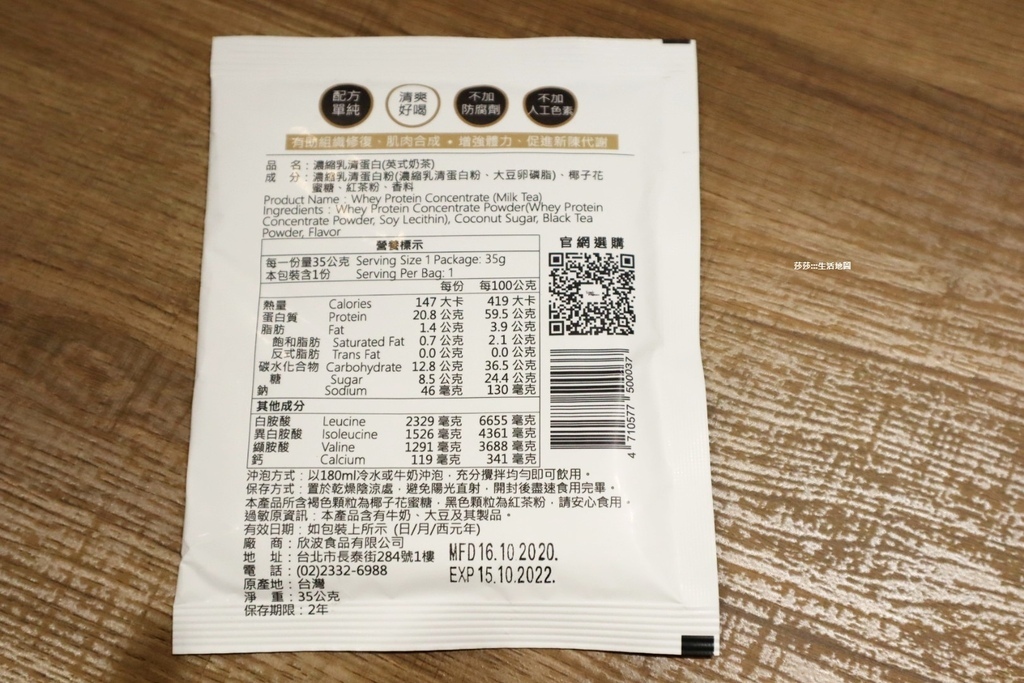 配方
單純
清爽
好喝
不加
防腐劑
不加
人工色素
有助組織修復、肌肉合成・增強體力、促進新陳代謝
品　名：濃縮乳清蛋白(英式奶茶)
成　分：濃縮乳清蛋白粉(濃縮乳清蛋白粉、大豆卵磷脂)、椰子花
蜜糖、紅茶粉、香料
Product Name : Whey Protein Concentrate (Milk Tea)
Ingredients : Whey Protein Concentrate Powder(Whey Protein
Concentrate Powder, Soy Lecithin), Coconut Sugar, Black Tea
Powder, Flavor
營養標示
每一份量35公克 Serving Size 1 Package: 35g
本包裝含1份 Serving Per Bag: 1
每份 每100公克
熱量 Calories 147 大卡 419 大卡
蛋白質 Protein 20.8 公克 59.5 公克
脂肪 Fat 1.4 公克 3.9 公克
飽和脂肪 Saturated Fat 0.7 公克 2.1 公克
反式脂肪 Trans Fat 0.0 公克 0.0 公克
碳水化合物 Carbohydrate 12.8 公克 36.5 公克
糖 Sugar 8.5 公克 24.4 公克
鈉 Sodium 46 毫克 130 毫克
其他成分
白胺酸 Leucine 2329 毫克 6655 毫克
異白胺酸 Isoleucine 1526 毫克 4361 毫克
纈胺酸 Valine 1291 毫克 3688 毫克
鈣 Calcium 119 毫克 341 毫克
官網選購
4 710577 500037
沖泡方式：以180ml冷水或牛奶沖泡，充分攪拌均勻即可飲用。
保存方式：置於乾燥陰涼處，避免陽光直射，開封後盡速食用完畢。
本產品所含褐色顆粒為椰子花蜜糖，黑色顆粒為紅茶粉，請安心食用。
過敏原資訊：本產品含有牛奶、大豆及其製品。
有效日期：如包裝上所示 (日/月/西元年)
廠　商：欣波食品有限公司
地　址：台北市長泰街284號1樓
電　話：(02)2332-6988
原產地：台灣
淨　重：35公克
保存期限：2年
MFD 16.10.2020.
EXP 15.10.2022.
莎莎:::生活地圖